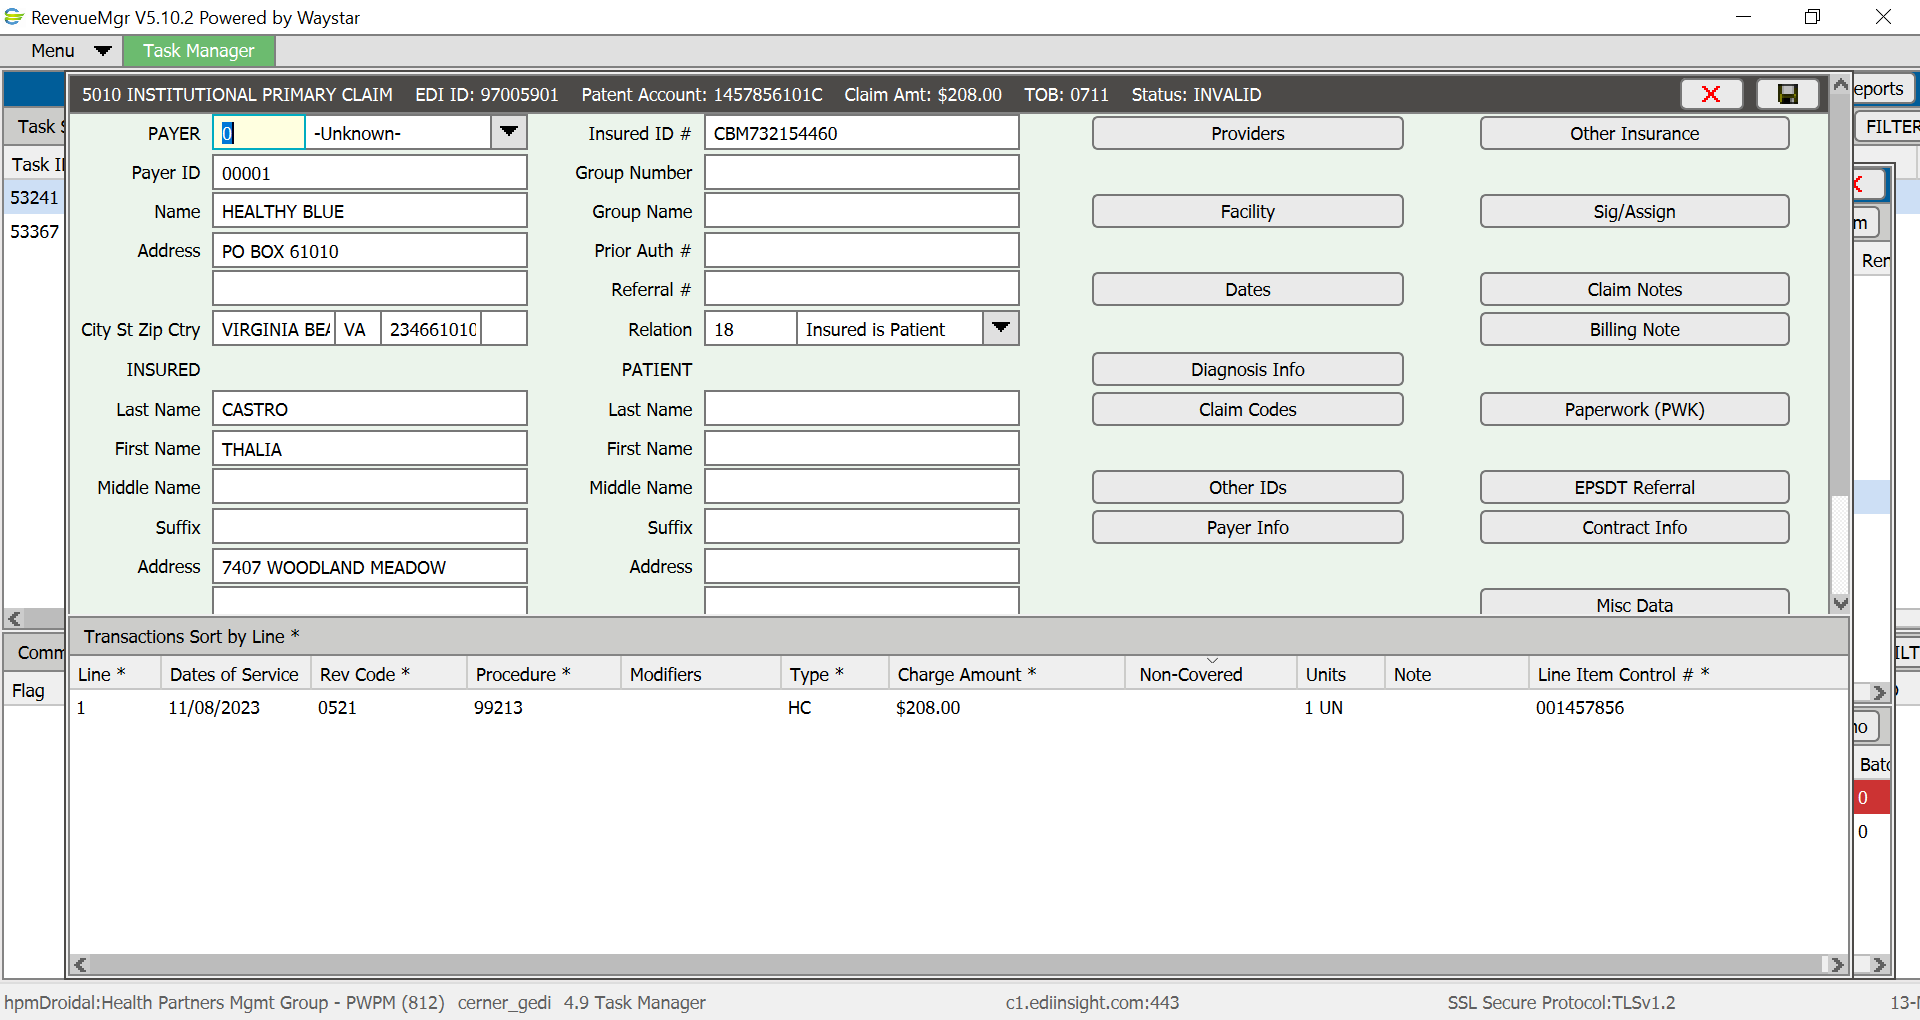 RevenueMgr V5.10.2 Powered by Waystar
Menu Task Manager
5010 INSTITUTIONAL PRIMARY CLAIM EDI ID: 97005901 Patent Account: 1457856101C Claim Amt: $208.00 TOB: 0711 Status: INVALID
eports
Task S
FILTER
Task II
53241
53367
PAYER 0 -Unknown- Insured ID # CBM732154460 Providers Other Insurance
Payer ID 00001 Group Number
Name HEALTHY BLUE Group Name Facility Sig/Assign
Address PO BOX 61010 Prior Auth #
Referral # Dates Claim Notes
City St Zip Ctry VIRGINIA BEA VA 234661010 Relation 18 Insured is Patient Billing Note
INSURED PATIENT Diagnosis Info
Last Name CASTRO Last Name Claim Codes Paperwork (PWK)
First Name THALIA First Name
Middle Name Middle Name Other IDs EPSDT Referral
Suffix Suffix Payer Info Contract Info
Address 7407 WOODLAND MEADOW Address
Misc Data
m
Rer
Comm
Flag
Transactions Sort by Line *
Line * Dates of Service Rev Code * Procedure * Modifiers Type * Charge Amount * Non-Covered Units Note Line Item Control # *
1 11/08/2023 0521 99213 HC $208.00 1 UN 001457856
ILT
no
Batc
0
0
hpmDroidal:Health Partners Mgmt Group - PWPM (812) cerner_gedi 4.9 Task Manager c1.ediinsight.com:443 SSL Secure Protocol:TLSv1.2 13-